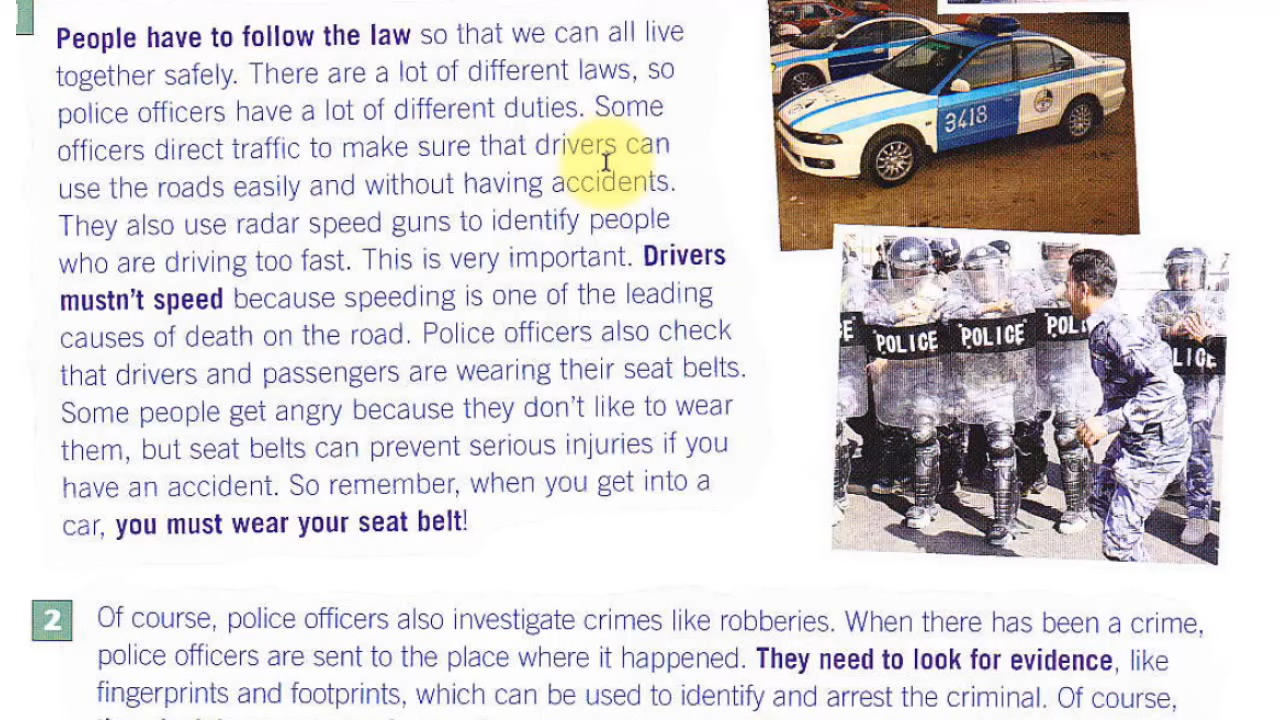 People have to follow the law so that we can all live
together safely. There are a lot of different laws, so
police officers have a lot of different duties. Some
officers direct traffic to make sure that drivers can
use the roads easily and without having accidents.
They also use radar speed guns to identify people
who are driving too fast. This is very important. Drivers
mustn't speed because speeding is one of the leading
causes of death on the road. Police officers also check
that drivers and passengers are wearing their seat belts.
Some people get angry because they don't like to wear
them, but seat belts can prevent serious injuries if you
have an accident. So remember, when you get into a
car, you must wear your seat belt!
3418
POLICE
POLICE
POLI
LICE
2
Of course, police officers also investigate crimes like robberies. When there has been a crime,
police officers are sent to the place where it happened. They need to look for evidence, like
fingerprints and footprints, which can be used to identify and arrest the criminal. Of course,